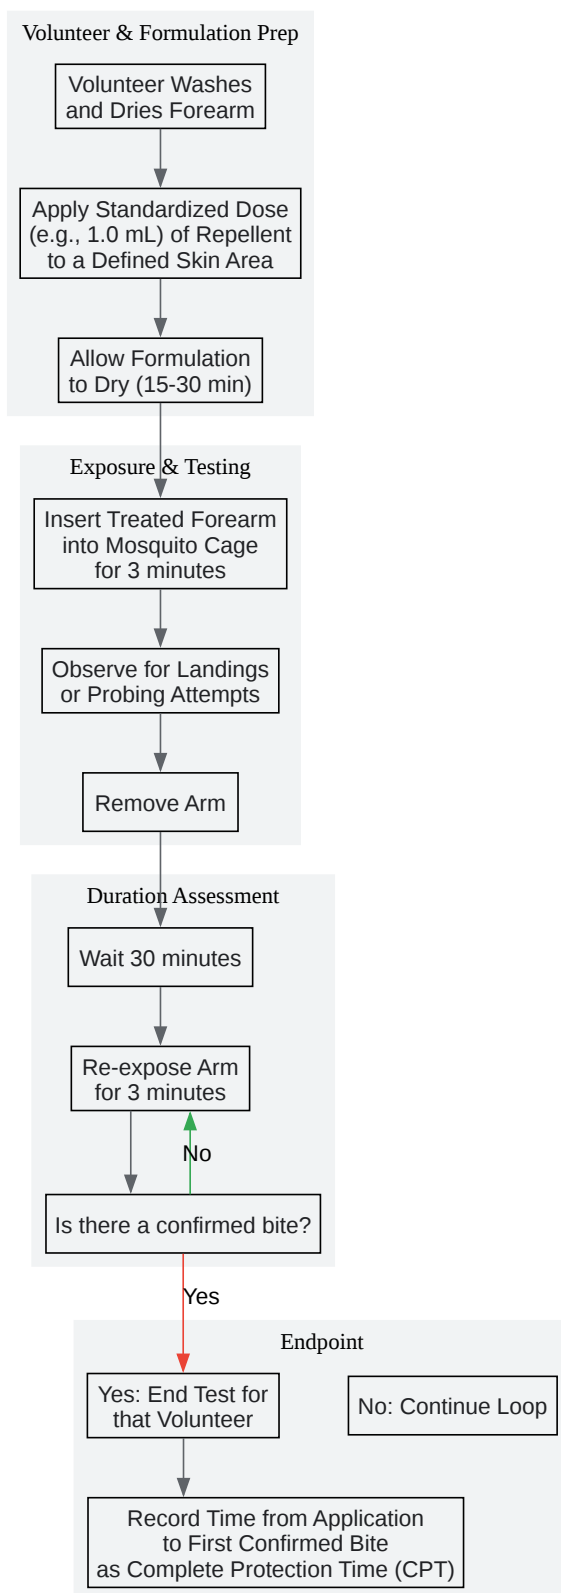 Volunteer & Formulation Prep
Volunteer Washes
and Dries Forearm
Apply Standardized Dose
(e.g., 1.0 mL) of Repellent
to a Defined Skin Area
Allow Formulation
to Dry (15-30 min)
Exposure & Testing
Insert Treated Forearm
into Mosquito Cage
for 3 minutes
Observe for Landings
or Probing Attempts
Remove Arm
Duration Assessment
Wait 30 minutes
Re-expose Arm
for 3 minutes
No
Is there a confirmed bite?
Yes
Endpoint
Yes: End Test for
that Volunteer
No: Continue Loop
Record Time from Application
to First Confirmed Bite
as Complete Protection Time (CPT)